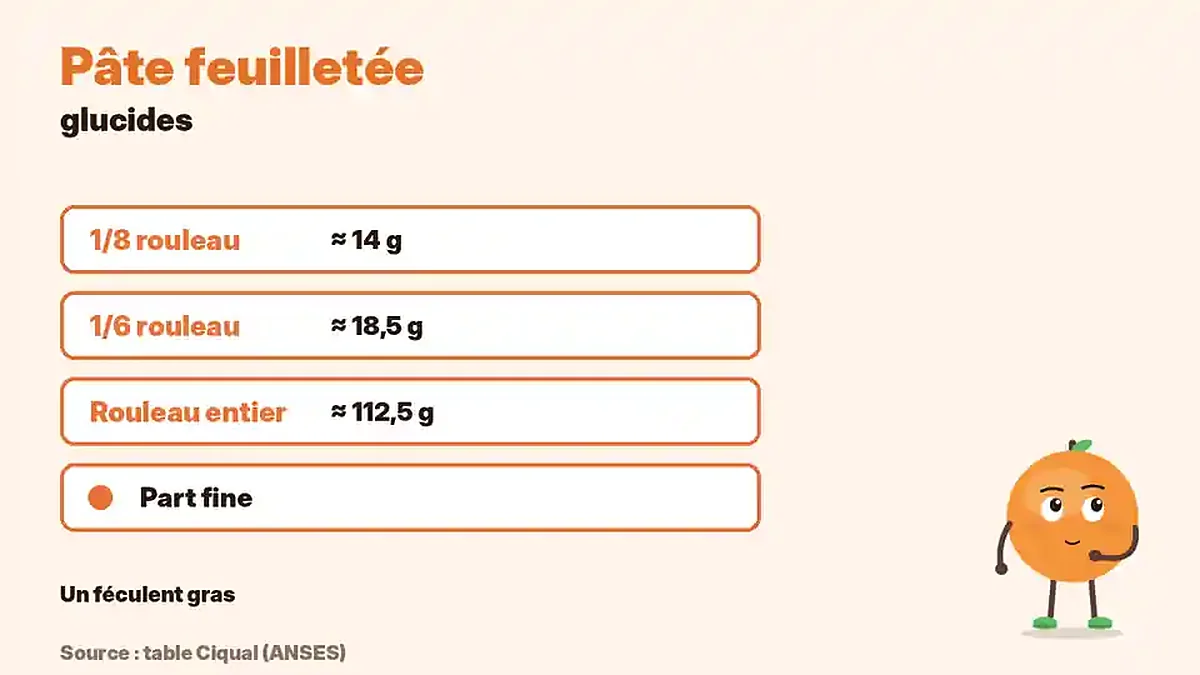 Pâte feuilletée
glucides
1/8 rouleau ≈ 14 g
1/6 rouleau ≈ 18,5 g
Rouleau entier ≈ 112,5 g
Part fine
Un féculent gras
Source : table Ciqual (ANSES)